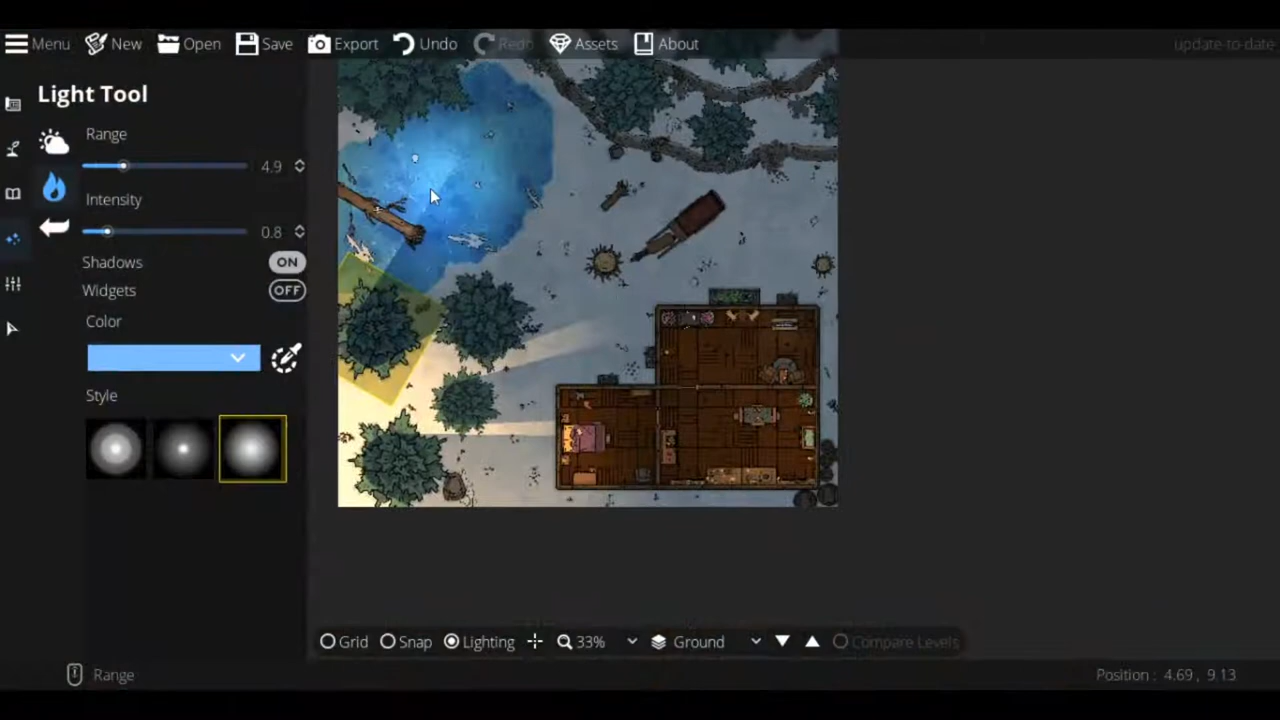 Menu New Open Save Export Undo Redo Assets About update-to-date
Light Tool
Range
4.9
Intensity
0.8
Shadows ON
Widgets OFF
Color
Style
Grid Snap Lighting 33% Ground Compare Levels
Range Position : 4.69 , 9.13